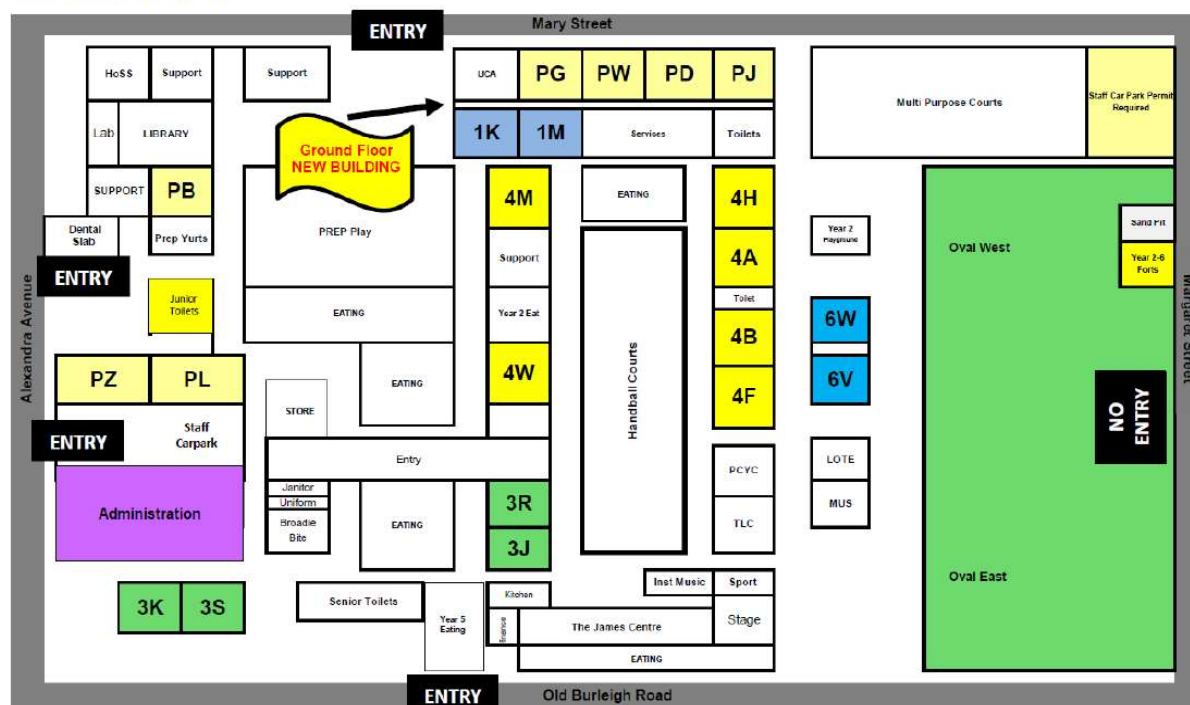 Mary Street
ENTRY
HoSS
Support
Support
UCA
PG
PW
PD
PJ
Multi Purpose Courts
Staff Car Park Permit
Required
Lab
LIBRARY
Ground Floor
NEW BUILDING
1K
1M
Services
Toilets
SUPPORT
PB
4M
EATING
4H
Dental
Slab
Prep Yurts
PREP Play
Support
4A
Year 2
Playground
Oval West
Sand Pit
Year 2-6
Forts
ENTRY
Alexandra Avenue
Margaret Street
Junior
Toilets
EATING
Year 2 Eat
Toilet
4B
6W
PZ
PL
EATING
4W
Handball Courts
4F
6V
NO
ENTRY
ENTRY
Staff
Carpark
STORE
Entry
PCYC
LOTE
Administration
Janitor
Uniform
Broadie
Bite
EATING
3R
3J
TLC
MUS
3K
3S
Senior Toilets
Year 5
Eating
Kitchen
Inst Music
Sport
Oval East
The James Centre
Stage
EATING
ENTRY
Old Burleigh Road